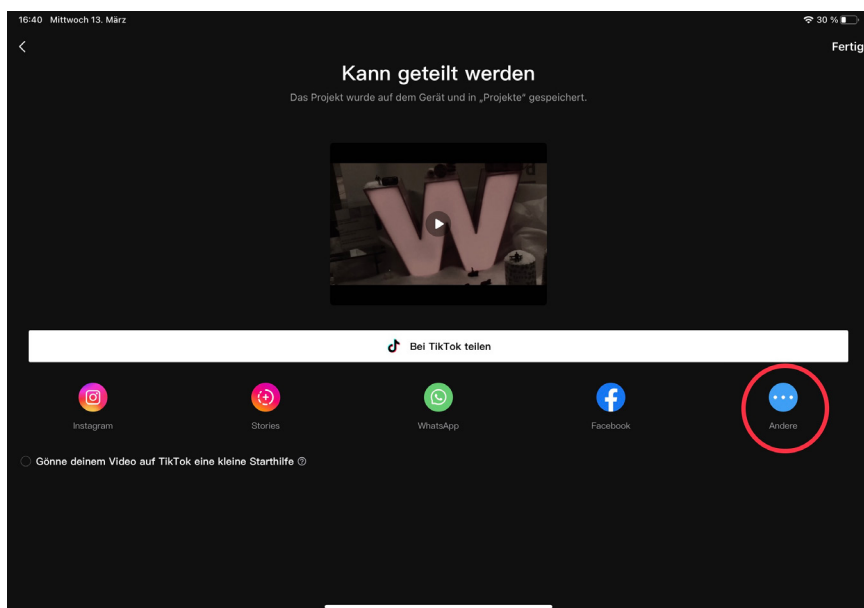 16:40 Mittwoch 13. März
30 %
Fertig
Kann geteilt werden
Das Projekt wurde auf dem Gerät und in „Projekte“ gespeichert.
W
Bei TikTok teilen
Instagram
Stories
WhatsApp
Facebook
Andere
Gönne deinem Video auf TikTok eine kleine Starthilfe